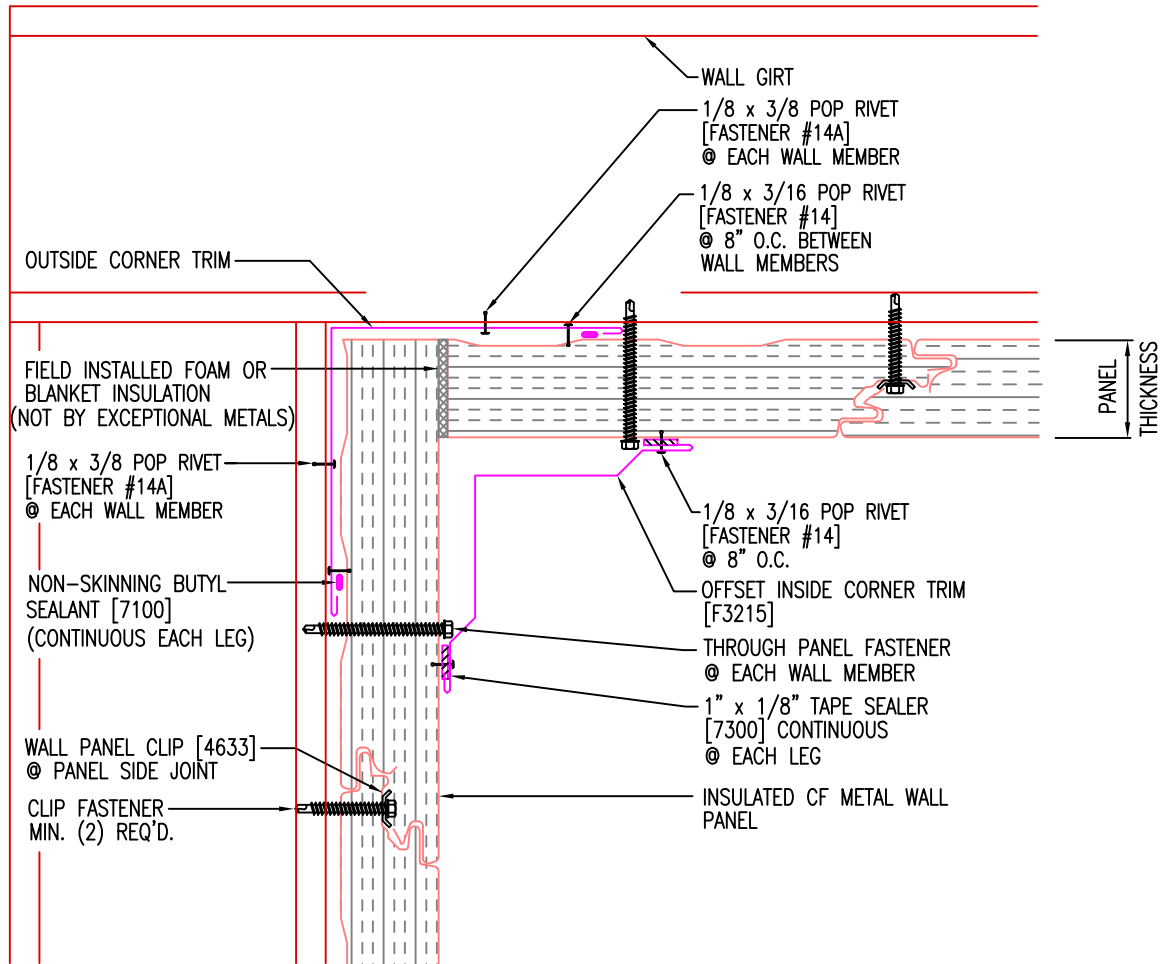 WALL GIRT
1/8 x 3/8 POP RIVET
[FASTENER #14A]
@ EACH WALL MEMBER
1/8 x 3/16 POP RIVET
[FASTENER #14]
@ 8" O.C. BETWEEN
WALL MEMBERS
OUTSIDE CORNER TRIM
FIELD INSTALLED FOAM OR
BLANKET INSULATION
(NOT BY EXCEPTIONAL METALS)
1/8 x 3/8 POP RIVET
[FASTENER #14A]
@ EACH WALL MEMBER
NON-SKINNING BUTYL
SEALANT [7100]
(CONTINUOUS EACH LEG)
WALL PANEL CLIP [4633]
@ PANEL SIDE JOINT
CLIP FASTENER
MIN. (2) REQ'D.
PANEL
THICKNESS
1/8 x 3/16 POP RIVET
[FASTENER #14]
@ 8" O.C.
OFFSET INSIDE CORNER TRIM
[F3215]
THROUGH PANEL FASTENER
@ EACH WALL MEMBER
1" x 1/8" TAPE SEALER
[7300] CONTINUOUS
@ EACH LEG
INSULATED CF METAL WALL
PANEL